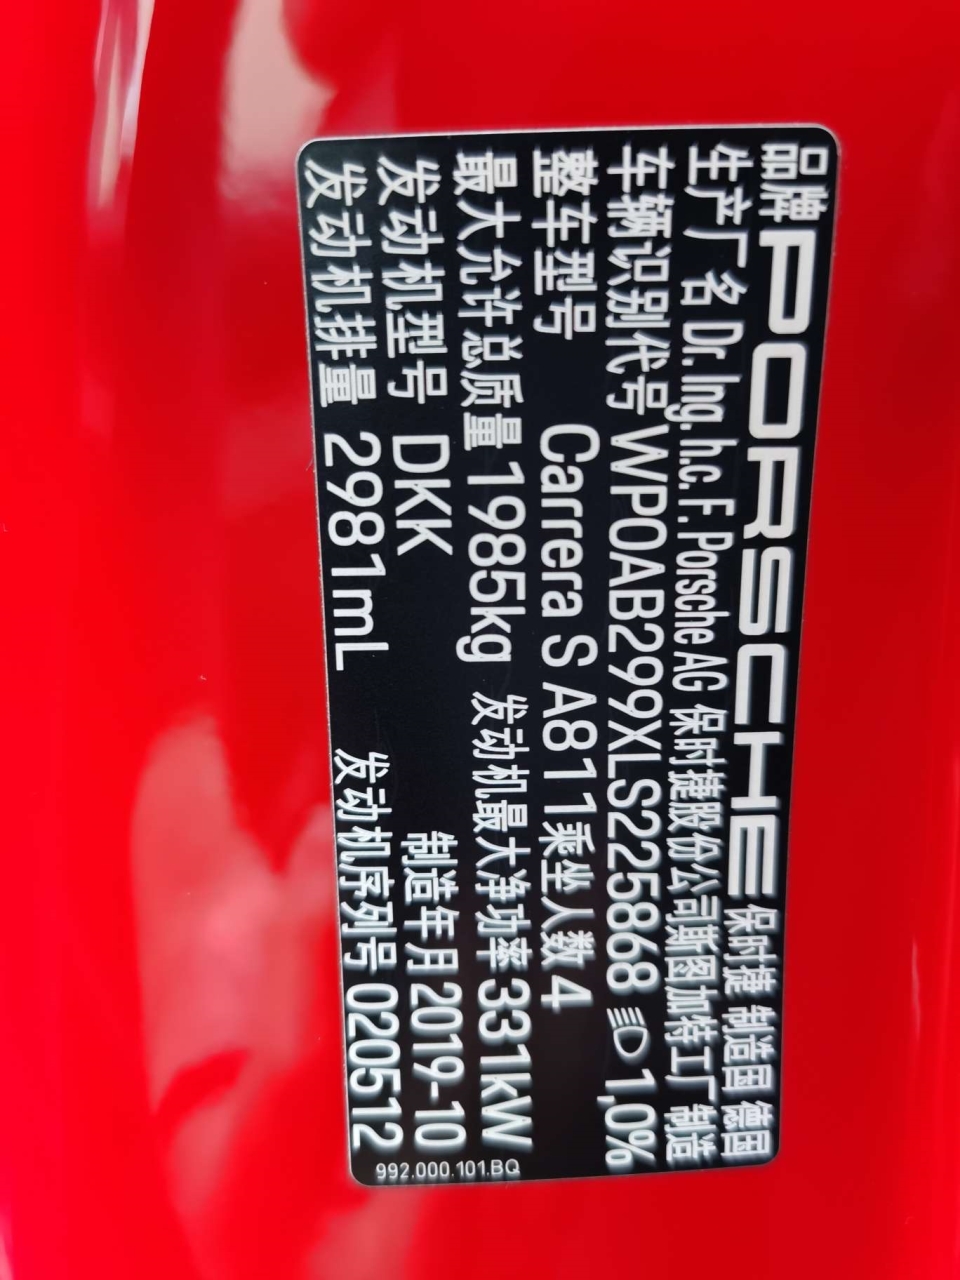 品牌 PORSCHE 保时捷 制造国 德国
生产厂名 Dr. Ing. h.c. F. Porsche AG 保时捷股份公司斯图加特工厂 制造
车辆识别代号 WP0AB299XLS225868 1,0%
整车型号 Carrera S A811 乘坐人数 4
最大允许总质量 1985kg 发动机最大净功率 331kW
发动机型号 DKK 制造年月 2019-10
发动机排量 2981mL 发动机序列号 020512
992.000.101.BQ